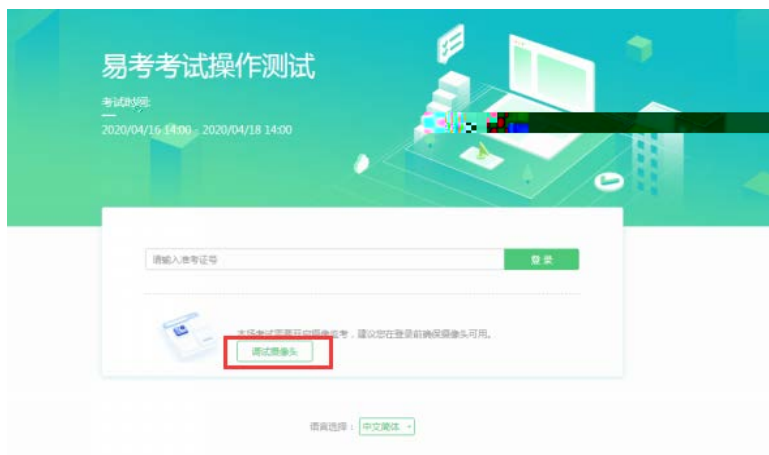 易考考试操作测试
考试时间:
2020/04/16 14:00 - 2020/04/18 14:00
请输入准考证号
登 录
本场考试需要开启摄像监考，建议您在登录前确保摄像头可用。
调试摄像头
语言选择： 中文简体